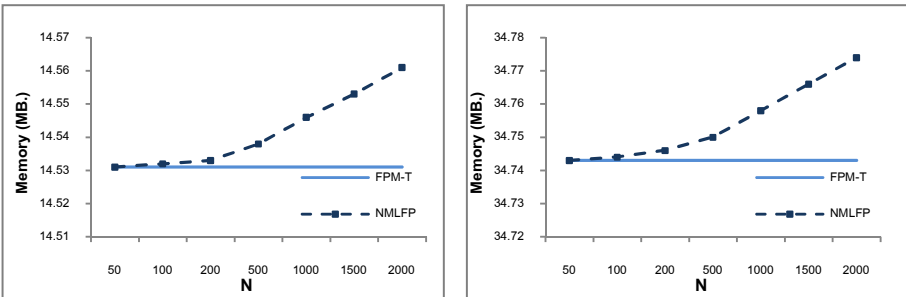 14.57
14.56
14.55
14.54
14.53
14.52
14.51
Memory (MB.)
FPM-T
NMLFP
50 100 200 500 1000 1500 2000
N
34.78
34.77
34.76
34.75
34.74
34.73
34.72
Memory (MB.)
FPM-T
NMLFP
50 100 200 500 1000 1500 2000
N